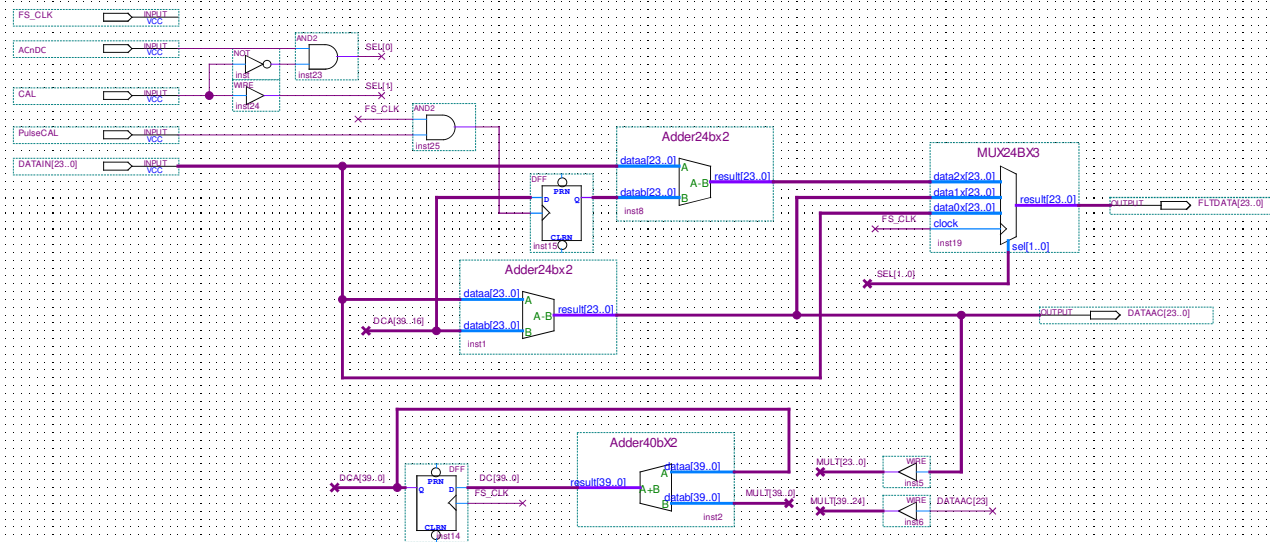 FS_CLK INPUT VCC
ACnDC INPUT VCC
NOT inst
AND2 inst23
SEL[0]
CAL INPUT VCC
WIRE inst24
SEL[1]
FS_CLK
AND2 inst25
PulseCAL INPUT VCC
DATAIN[23..0] INPUT VCC
Adder24bx2
dataa[23..0] A
A-B
result[23..0]
datab[23..0] B
inst8
MUX24BX3
data2x[23..0]
data1x[23..0]
data0x[23..0]
result[23..0]
FS_CLK
clock
inst19
sel[1..0]
SEL[1..0]
OUTPUT FLTDATA[23..0]
DFF
PRN
D Q
CLRN
inst15
Adder24bx2
dataa[23..0] A
A-B
result[23..0]
DCA[39..16]
datab[23..0] B
inst1
OUTPUT DATAAC[23..0]
Adder40bX2
dataa[39..0]
A
result[39..0]
A+B
datab[39..0]
B
inst2
MULT[39..0]
DCA[39..0]
DFF
PRN
Q D
CLRN
inst14
DC[39..0]
FS_CLK
MULT[23..0]
WIRE
inst5
MULT[39..24]
WIRE
inst6
DATAAC[23]